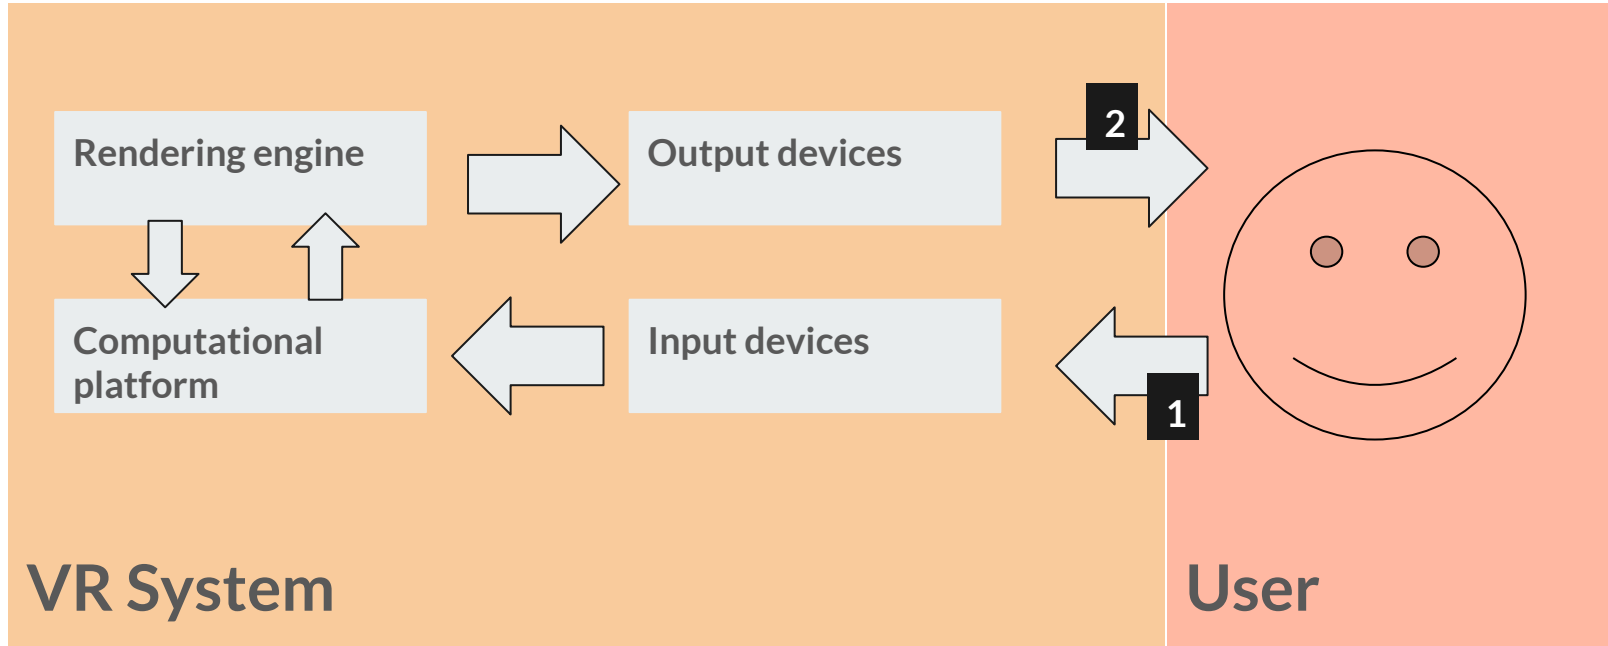 2
Rendering engine
Output devices
Computational
platform
Input devices
1
VR System
User